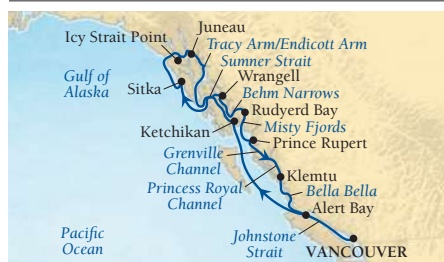 Juneau
Icy Strait Point
Tracy Arm/Endicott Arm
Sumner Strait
Gulf of
Alaska
Sitka
Wrangell
Behm Narrows
Rudyerd Bay
Ketchikan
Misty Fjords
Prince Rupert
Grenville
Channel
Klemtu
Princess Royal
Channel
Bella Bella
Alert Bay
Pacific
Ocean
Johnstone
Strait
VANCOUVER